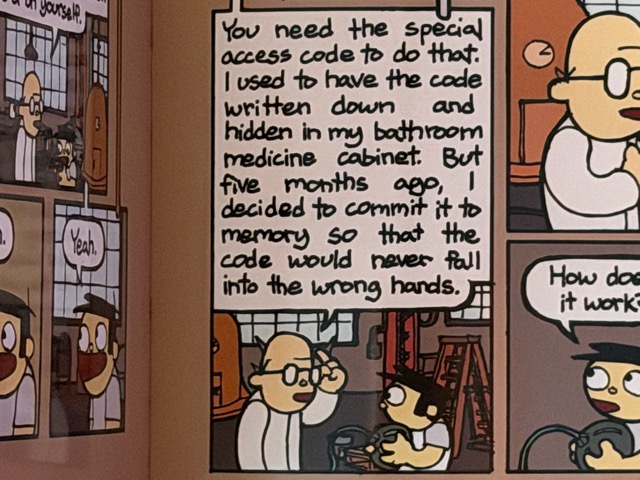 on yourself.
Yeah.
You need the special
access code to do that.
I used to have the code
written down and
hidden in my bathroom
medicine cabinet. But
five months ago, I
decided to commit it to
memory so that the
code would never fall
into the wrong hands.
How does
it work